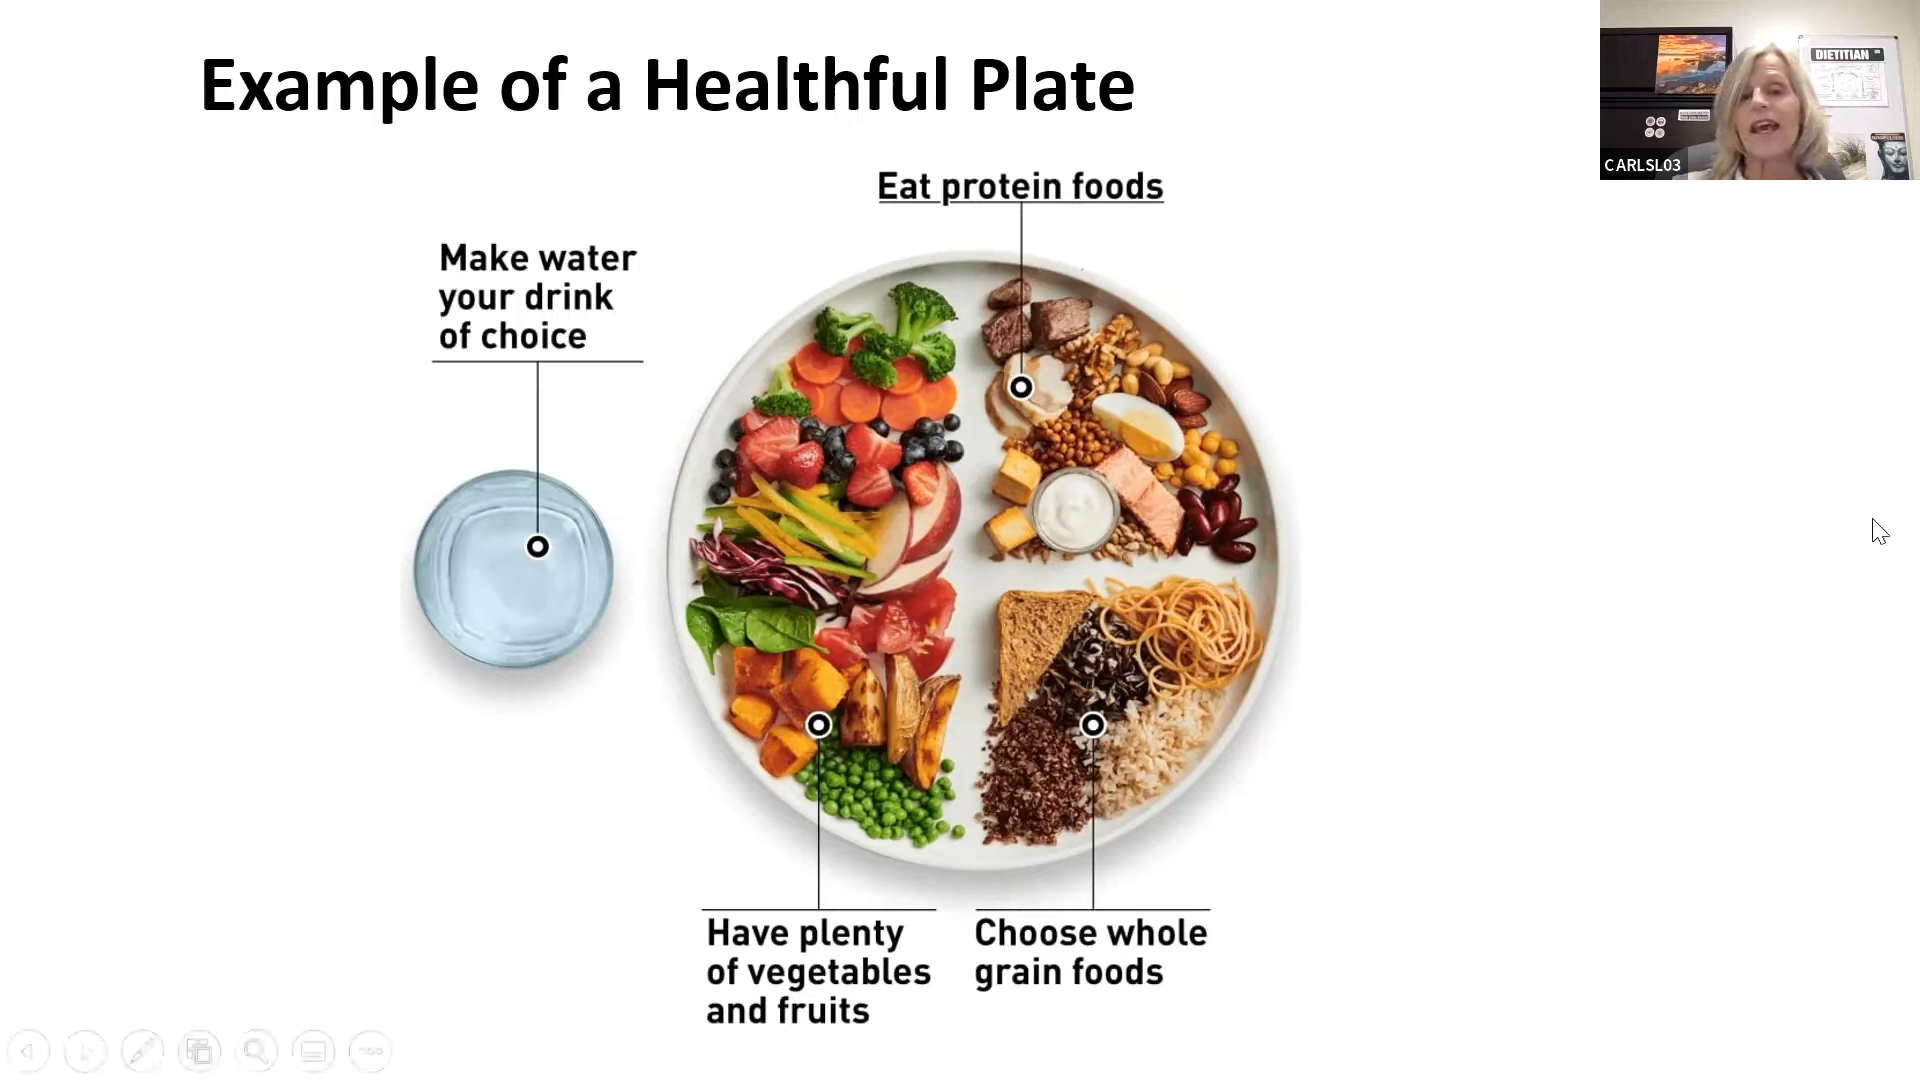 Example of a Healthful Plate
DIETITIAN
CARLSL03
Eat protein foods
Make water
your drink
of choice
Have plenty
of vegetables
and fruits
Choose whole
grain foods